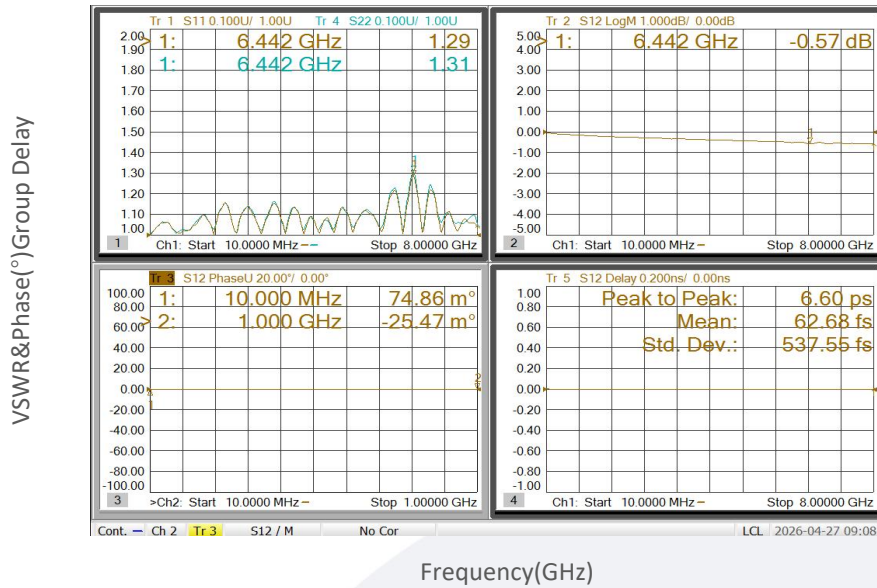 VSWR&Phase(°)Group Delay
Tr 1 S11 0.100U/ 1.00U Tr 4 S22 0.100U/ 1.00U
2.00
> 1: 6.442 GHz 1.29
1.90
1: 6.442 GHz 1.31
1.80
1.70
1.60
1.50
1.40
1.30
1.20
1.10
1.00
1
1
1 Ch1: Start 10.0000 MHz Stop 8.00000 GHz
Tr 2 S12 LogM 1.000dB/ 0.00dB
5.00
> 1: 6.442 GHz -0.57 dB
4.00
3.00
2.00
1.00
0.00
-1.00
-2.00
-3.00
-4.00
-5.00
1
2 Ch1: Start 10.0000 MHz Stop 8.00000 GHz
Tr 3 S12 PhaseU 20.00°/ 0.00°
100.00
1: 10.000 MHz 74.86 m°
80.00
> 2: 1.000 GHz -25.47 m°
60.00
40.00
20.00
0.00
-20.00
-40.00
-60.00
-80.00
-100.00
1
2
3 >Ch2: Start 10.0000 MHz Stop 1.00000 GHz
Tr 5 S12 Delay 0.200ns/ 0.00ns
1.00
Peak to Peak: 6.60 ps
0.80
Mean: 62.68 fs
0.60
Std. Dev.: 537.55 fs
0.40
0.20
0.00
-0.20
-0.40
-0.60
-0.80
-1.00
4 Ch1: Start 10.0000 MHz Stop 8.00000 GHz
Cont. Ch 2 Tr 3 S12 / M No Cor LCL 2026-04-27 09:08
Frequency(GHz)